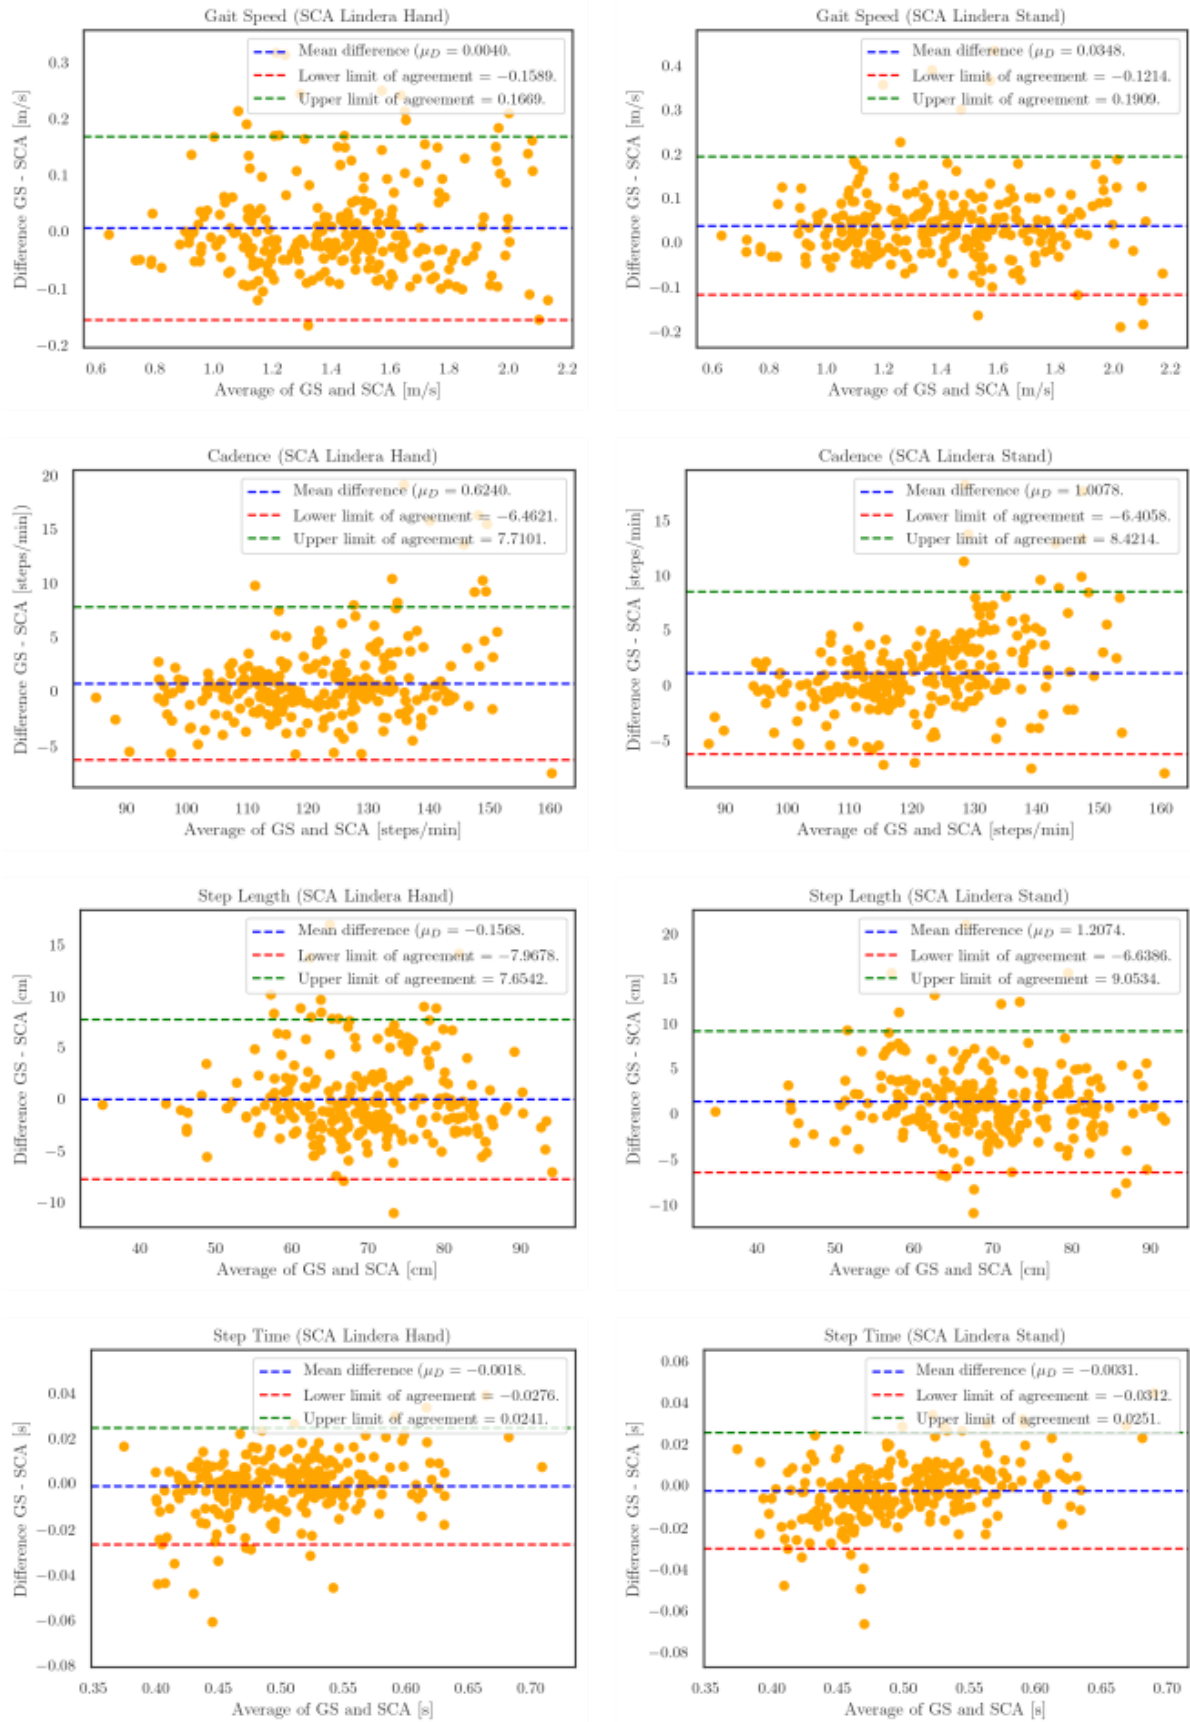 Gait Speed (SCA Lindera Hand)
Mean difference (μD = 0.0040.
Lower limit of agreement = −0.1589.
Upper limit of agreement = 0.1669.
Difference GS - SCA [m/s]
0.3
0.2
0.1
0.0
−0.1
−0.2
0.6 0.8 1.0 1.2 1.4 1.6 1.8 2.0 2.2
Average of GS and SCA [m/s]
Gait Speed (SCA Lindera Stand)
Mean difference (μD = 0.0348.
Lower limit of agreement = −0.1214.
Upper limit of agreement = 0.1909.
Difference GS - SCA [m/s]
0.4
0.3
0.2
0.1
0.0
−0.1
−0.2
0.6 0.8 1.0 1.2 1.4 1.6 1.8 2.0 2.2
Average of GS and SCA [m/s]
Cadence (SCA Lindera Hand)
Mean difference (μD = 0.6240.
Lower limit of agreement = −6.4621.
Upper limit of agreement = 7.7101.
Difference GS - SCA [steps/min])
20
15
10
5
0
−5
90 100 110 120 130 140 150 160
Average of GS and SCA [steps/min]
Cadence (SCA Lindera Stand)
Mean difference (μD = 1.0078.
Lower limit of agreement = −6.4058.
Upper limit of agreement = 8.4214.
Difference GS - SCA [steps/min]
15
10
5
0
−5
90 100 110 120 130 140 150 160
Average of GS and SCA [steps/min]
Step Length (SCA Lindera Hand)
Mean difference (μD = −0.1568.
Lower limit of agreement = −7.9678.
Upper limit of agreement = 7.6542.
Difference GS - SCA [cm]
15
10
5
0
−5
−10
40 50 60 70 80 90
Average of GS and SCA [cm]
Step Length (SCA Lindera Stand)
Mean difference (μD = 1.2074.
Lower limit of agreement = −6.6386.
Upper limit of agreement = 9.0534.
Difference GS - SCA [cm]
20
15
10
5
0
−5
−10
40 50 60 70 80 90
Average of GS and SCA [cm]
Step Time (SCA Lindera Hand)
Mean difference (μD = −0.0018.
Lower limit of agreement = −0.0276.
Upper limit of agreement = 0.0241.
Difference GS - SCA [s]
0.04
0.02
0.00
−0.02
−0.04
−0.06
−0.08
0.35 0.40 0.45 0.50 0.55 0.60 0.65 0.70
Average of GS and SCA [s]
Step Time (SCA Lindera Stand)
Mean difference (μD = −0.0031.
Lower limit of agreement = −0.0312.
Upper limit of agreement = 0.0251.
Difference GS - SCA [s]
0.06
0.04
0.02
0.00
−0.02
−0.04
−0.06
−0.08
0.35 0.40 0.45 0.50 0.55 0.60 0.65 0.70
Average of GS and SCA [s]